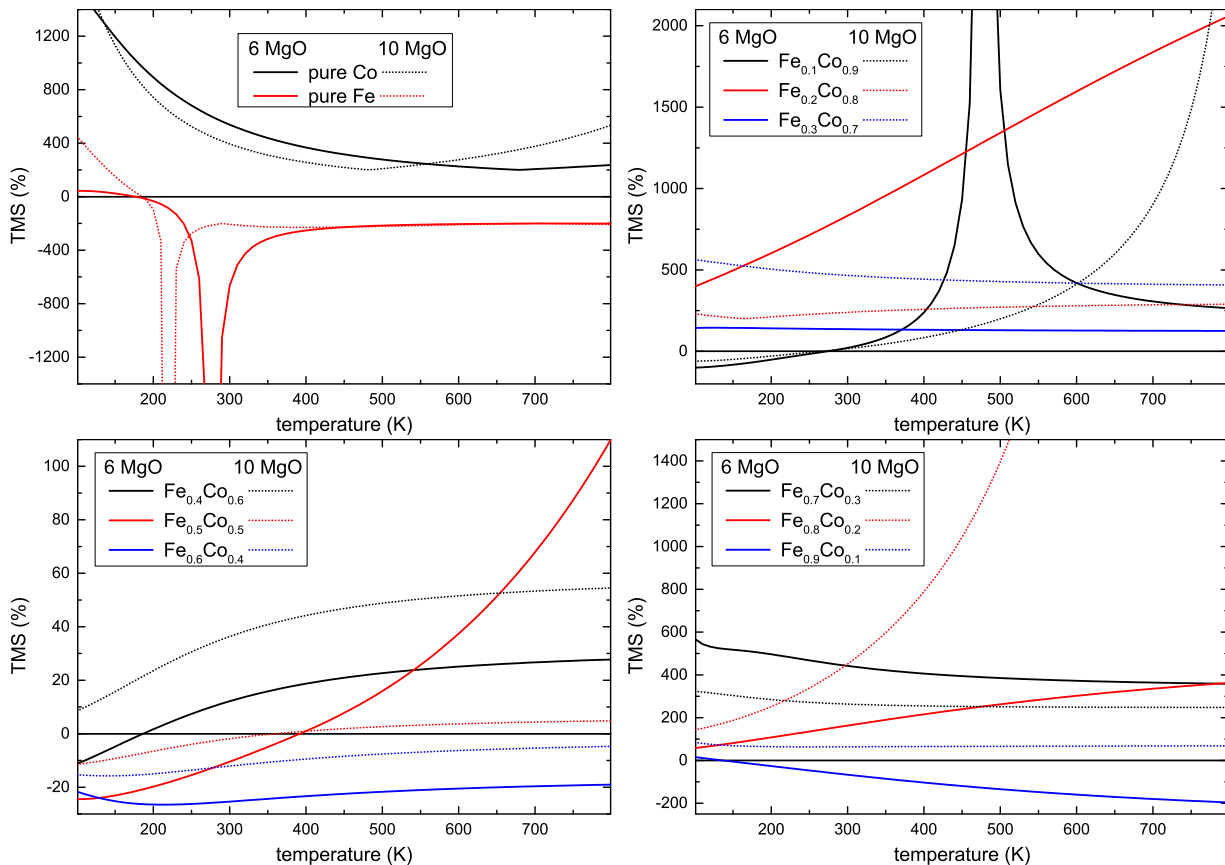 1200
800
400
0
-400
-800
-1200
TMS (%)
6 MgO 10 MgO
pure Co
pure Fe
200 300 400 500 600 700
temperature (K)
2000
1500
1000
500
0
TMS (%)
6 MgO 10 MgO
Fe0.1Co0.9
Fe0.2Co0.8
Fe0.3Co0.7
200 300 400 500 600 700
temperature (K)
100
80
60
40
20
0
-20
TMS (%)
6 MgO 10 MgO
Fe0.4Co0.6
Fe0.5Co0.5
Fe0.6Co0.4
200 300 400 500 600 700
temperature (K)
1400
1200
1000
800
600
400
200
0
-200
TMS (%)
6 MgO 10 MgO
Fe0.7Co0.3
Fe0.8Co0.2
Fe0.9Co0.1
200 300 400 500 600 700
temperature (K)